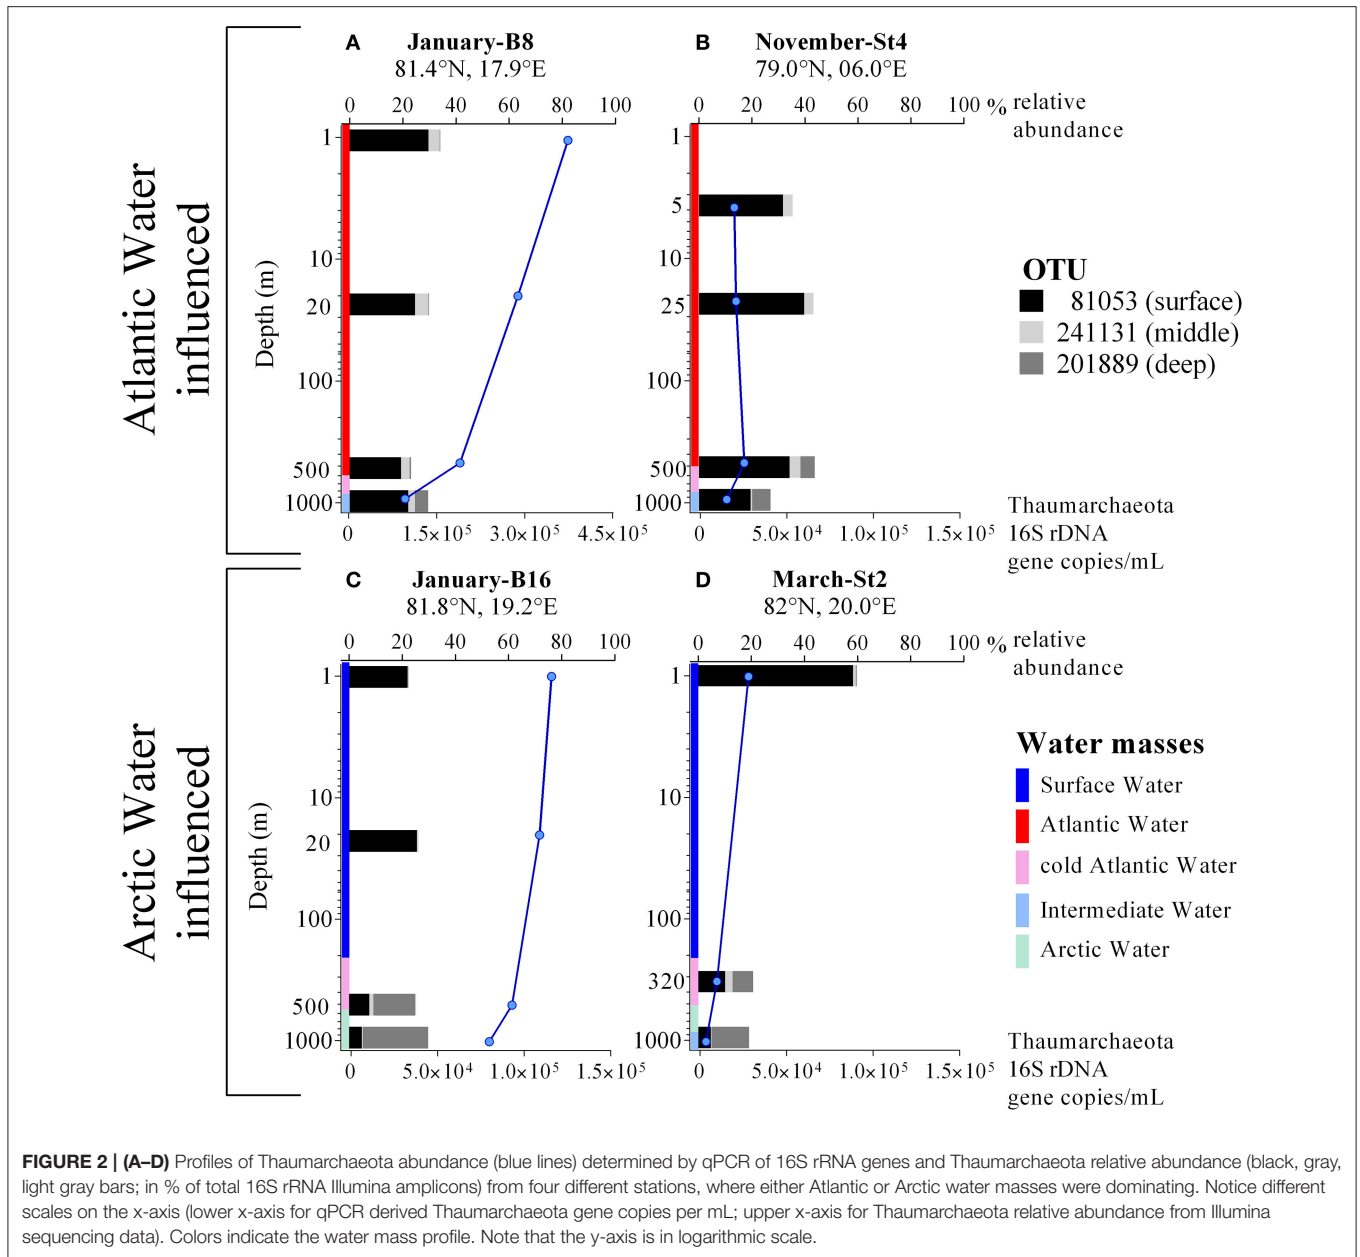 A
January-B8
81.4°N, 17.9°E
0 20 40 60 80 100
1
20
100
500
1000
10
Depth (m)
0 1.5×10⁵ 3.0×10⁵ 4.5×10⁵
Atlantic Water
influenced
B
November-St4
79.0°N, 06.0°E
0 20 40 60 80 100 % relative
abundance
1
5
10
25
100
500
1000
0 5.0×10⁴ 1.0×10⁵ 1.5×10⁵
Thaumarchaeota
16S rDNA
gene copies/mL
OTU
81053 (surface)
241131 (middle)
201889 (deep)
C
January-B16
81.8°N, 19.2°E
0 20 40 60 80 100
1
10
20
100
500
1000
Depth (m)
0 5.0×10⁴ 1.0×10⁵ 1.5×10⁵
Arctic Water
influenced
D
March-St2
82°N, 20.0°E
0 20 40 60 80 100 % relative
abundance
1
10
100
320
1000
0 5.0×10⁴ 1.0×10⁵ 1.5×10⁵
Thaumarchaeota
16S rDNA
gene copies/mL
Water masses
Surface Water
Atlantic Water
cold Atlantic Water
Intermediate Water
Arctic Water
FIGURE 2 | (A–D) Profiles of Thaumarchaeota abundance (blue lines) determined by qPCR of 16S rRNA genes and Thaumarchaeota relative abundance (black, gray,
light gray bars; in % of total 16S rRNA Illumina amplicons) from four different stations, where either Atlantic or Arctic water masses were dominating. Notice different
scales on the x-axis (lower x-axis for qPCR derived Thaumarchaeota gene copies per mL; upper x-axis for Thaumarchaeota relative abundance from Illumina
sequencing data). Colors indicate the water mass profile. Note that the y-axis is in logarithmic scale.